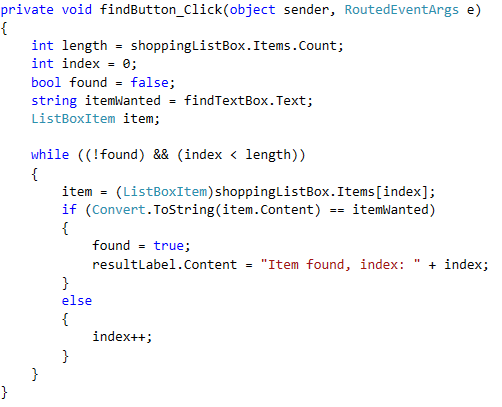 private void findButton_Click(object sender, RoutedEventArgs e)
{
    int length = shoppingListBox.Items.Count;
    int index = 0;
    bool found = false;
    string itemWanted = findTextBox.Text;
    ListBoxItem item;

    while ((!found) && (index < length))
    {
        item = (ListBoxItem)shoppingListBox.Items[index];
        if (Convert.ToString(item.Content) == itemWanted)
        {
            found = true;
            resultLabel.Content = "Item found, index: " + index;
        }
        else
        {
            index++;
        }
    }
}